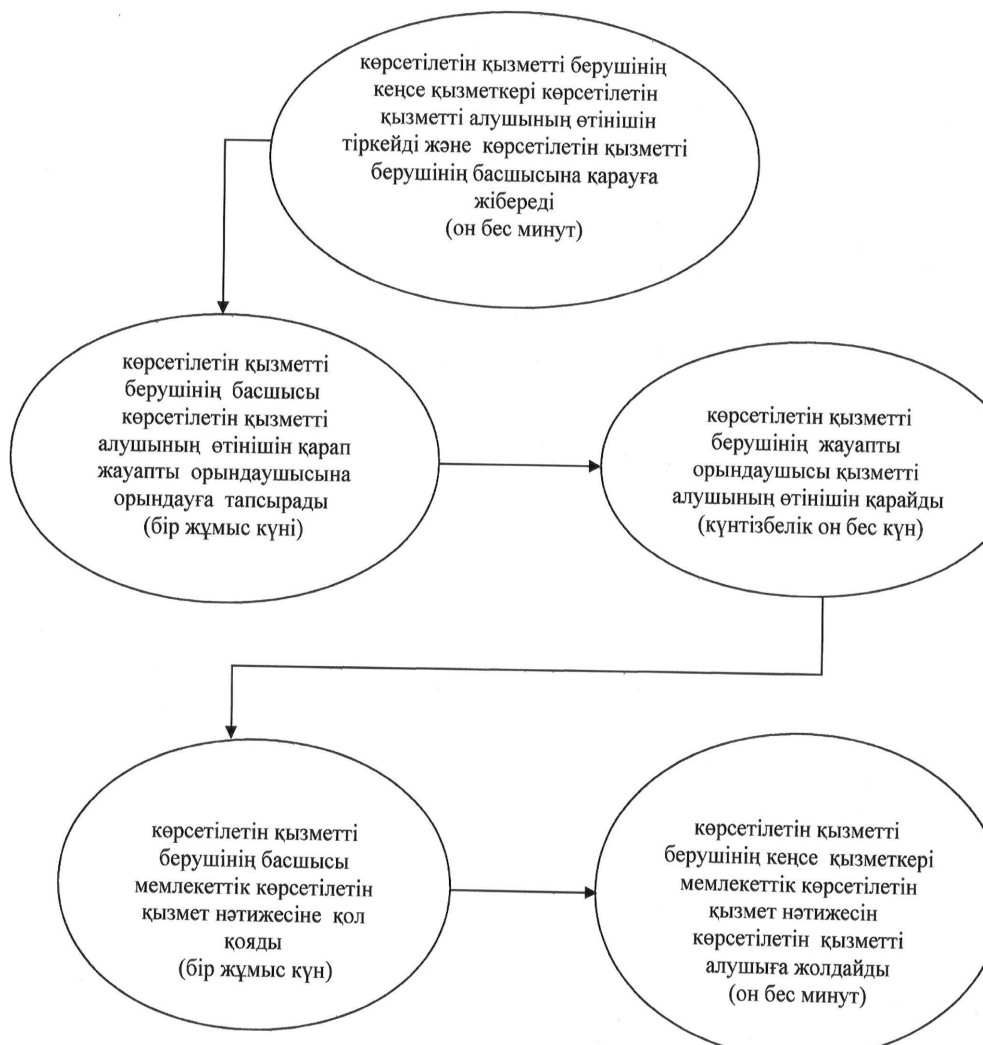 көрсетілетін қызметті берушінің
кеңсе қызметкері көрсетілетін
қызметті алушының өтінішін
тіркейді және көрсетілетін қызметті
берушінің басшысына қарауға
жібереді
(он бес минут)
көрсетілетін қызметті
берушінің басшысы
көрсетілетін қызметті
алушының өтінішін қарап
жауапты орындаушысына
орындауға тапсырады
(бір жұмыс күні)
көрсетілетін қызметті
берушінің жауапты
орындаушысы қызметті
алушының өтінішін қарайды
(күнтізбелік он бес күн)
көрсетілетін қызметті
берушінің басшысы
мемлекеттік көрсетілетін
қызмет нәтижесіне қол
қояды
(бір жұмыс күн)
көрсетілетін қызметті
берушінің кеңсе қызметкері
мемлекеттік көрсетілетін
қызмет нәтижесін
көрсетілетін қызметті
алушыға жолдайды
(он бес минут)